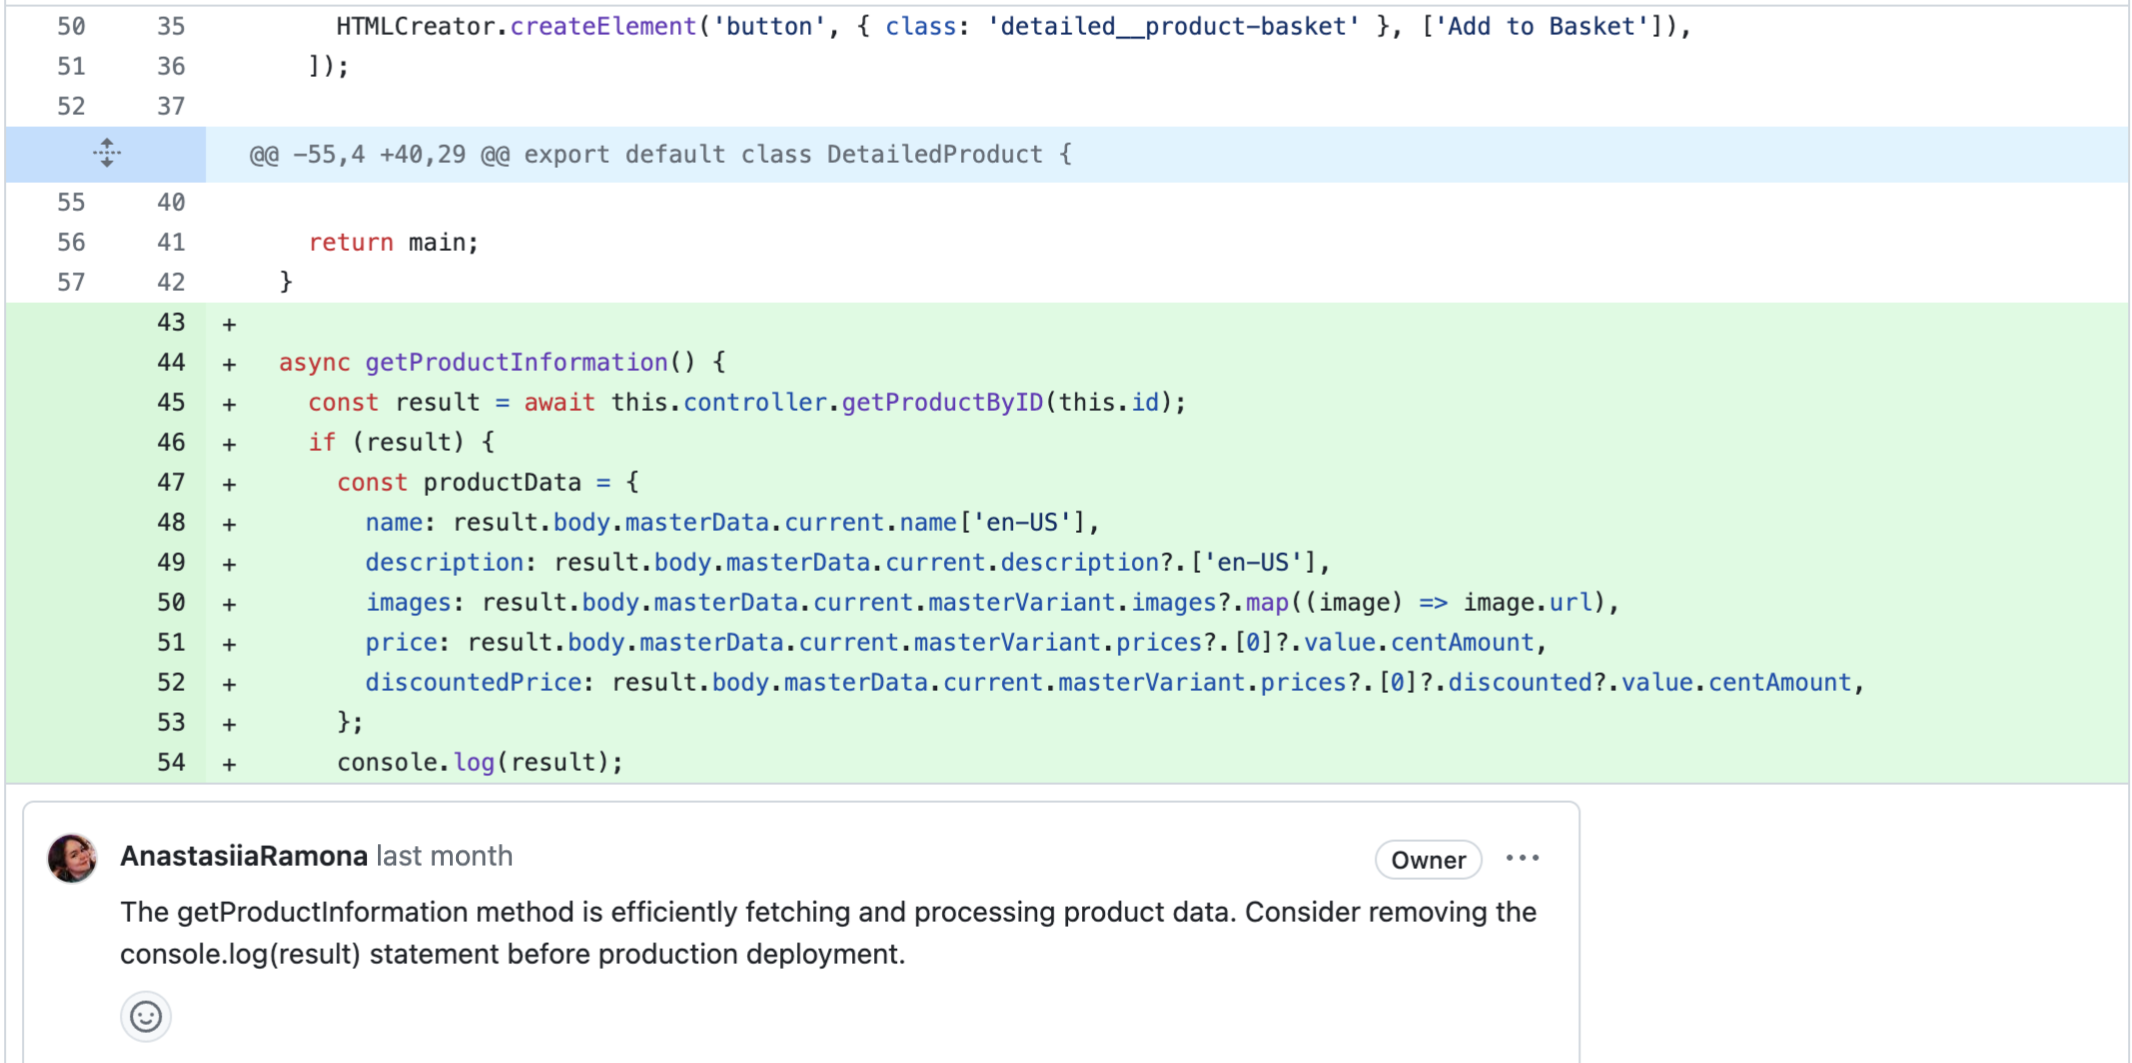 50 35 HTMLCreator.createElement('button', { class: 'detailed__product-basket' }, ['Add to Basket']),
51 36 ]);
52 37
@@ -55,4 +40,29 @@ export default class DetailedProduct {
55 40
56 41 return main;
57 42 }
43 +
44 + async getProductInformation() {
45 + const result = await this.controller.getProductByID(this.id);
46 + if (result) {
47 + const productData = {
48 + name: result.body.masterData.current.name['en-US'],
49 + description: result.body.masterData.current.description?.['en-US'],
50 + images: result.body.masterData.current.masterVariant.images?.map((image) => image.url),
51 + price: result.body.masterData.current.masterVariant.prices?.[0]?.value.centAmount,
52 + discountedPrice: result.body.masterData.current.masterVariant.prices?.[0]?.discounted?.value.centAmount,
53 + };
54 + console.log(result);
AnastasiiaRamona last month Owner
The getProductInformation method is efficiently fetching and processing product data. Consider removing the
console.log(result) statement before production deployment.